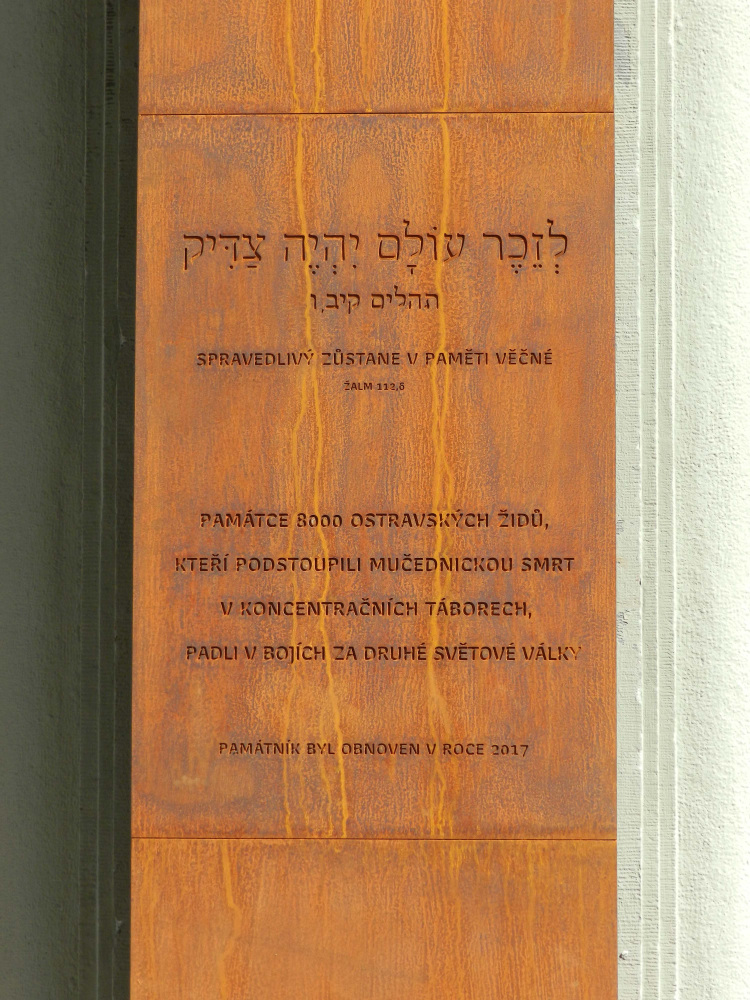 לְזֵכֶר עוֹלָם יִהְיֶה צַדִּיק
תהלים קיב,ו
SPRAVEDLIVÝ ZŮSTANE V PAMĚTI VĚČNÉ
ŽALM 112,6
PAMÁTCE 8000 OSTRAVSKÝCH ŽIDŮ,
KTEŘÍ PODSTOUPILI MUČEDNICKOU SMRT
V KONCENTRAČNÍCH TÁBORECH,
PADLI V BOJÍCH ZA DRUHÉ SVĚTOVÉ VÁLKY
PAMÁTNÍK BYL OBNOVEN V ROCE 2017